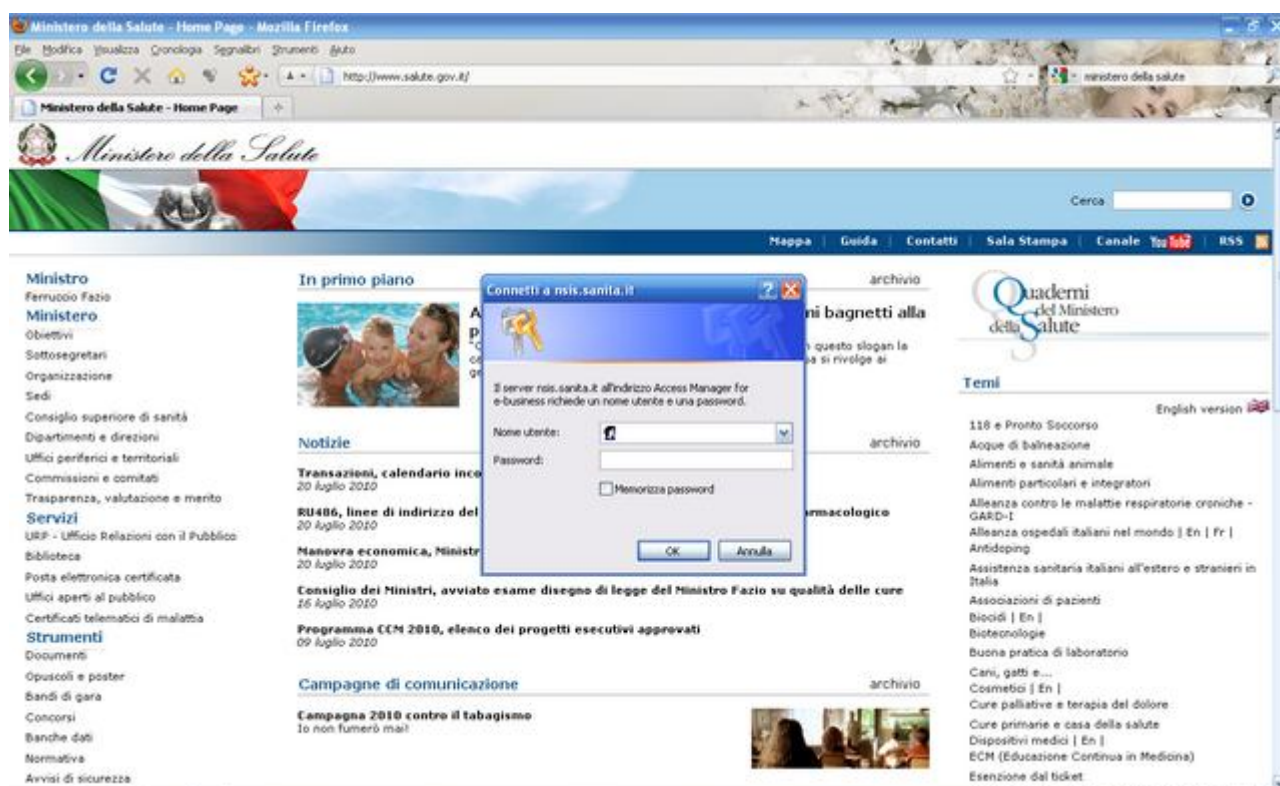 Ministero della Salute - Home Page - Mozilla Firefox
File Modifica Visualizza Cronologia Segnalibri Strumenti Aiuto
http://www.salute.gov.it/
ministero della salute
Ministero della Salute - Home Page
Ministero della Salute
Cerca
Mappa | Guida | Contatti | Sala Stampa | Canale YouTube | RSS
Ministro
Ferruccio Fazio
Ministero
Obiettivi
Sottosegretari
Organizzazione
Sedi
Consiglio superiore di sanità
Dipartimenti e direzioni
Uffici periferici e territoriali
Commissioni e comitati
Trasparenza, valutazione e merito
Servizi
URP - Ufficio Relazioni con il Pubblico
Biblioteca
Posta elettronica certificata
Uffici aperti al pubblico
Certificati telematici di malattia
Strumenti
Documenti
Opuscoli e poster
Bandi di gara
Concorsi
Banche dati
Normativa
Avvisi di sicurezza
In primo piano
archivio
ni bagnetti alla
questo slogan la
si rivolge ai
Notizie
archivio
Transazioni, calendario inco
20 luglio 2010
RU486, linee di indirizzo del
rmacologico
20 luglio 2010
Manovra economica, Ministr
20 luglio 2010
Consiglio dei Ministri, avviato esame disegno di legge del Ministro Fazio su qualità delle cure
16 luglio 2010
Programma CCM 2010, elenco dei progetti esecutivi approvati
09 luglio 2010
Campagne di comunicazione
archivio
Campagna 2010 contro il tabagismo
Io non fumerò mai!
Connetti a nsis.sanita.it
Il server nsis.sanita.it all'indirizzo Access Manager for
e-business richiede un nome utente e una password.
Nome utente:
Password:
Memorizza password
OK
Annulla
Quaderni
del Ministero
della Salute
Temi
English version
118 e Pronto Soccorso
Acque di balneazione
Alimenti e sanità animale
Alimenti particolari e integratori
Alleanza contro le malattie respiratorie croniche -
GARD-I
Alleanza ospedali italiani nel mondo | En | Fr |
Antidoping
Assistenza sanitaria italiani all'estero e stranieri in
Italia
Associazioni di pazienti
Biocidi | En |
Biotecnologie
Buona pratica di laboratorio
Cani, gatti e...
Cosmetici | En |
Cure palliative e terapia del dolore
Cure primarie e casa della salute
Dispositivi medici | En |
ECM (Educazione Continua in Medicina)
Esenzione dal ticket